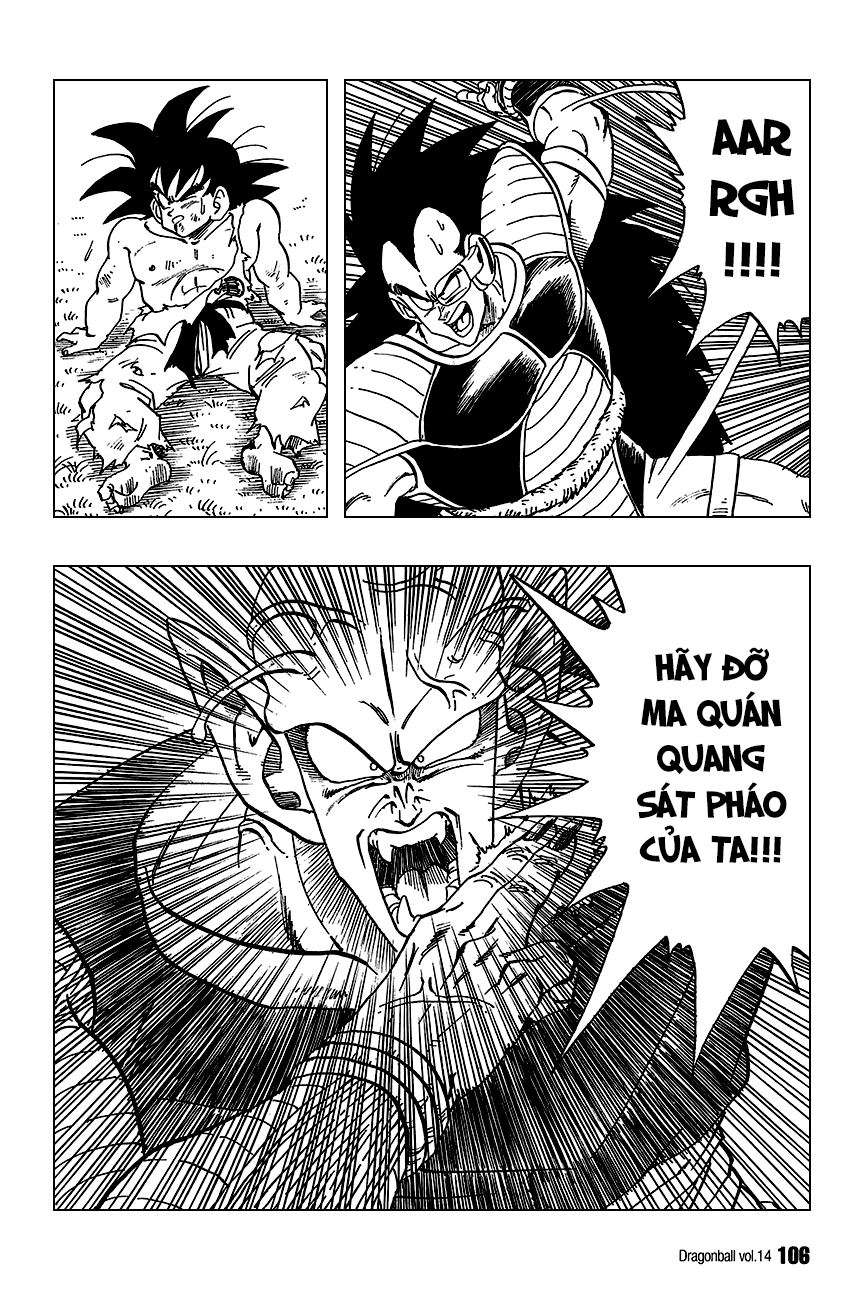 AAR
RGH
!!!!
HÃY ĐỠ
MA QUÁN
QUANG
SÁT PHÁO
CỦA TA!!!
Dragonball vol.14 106